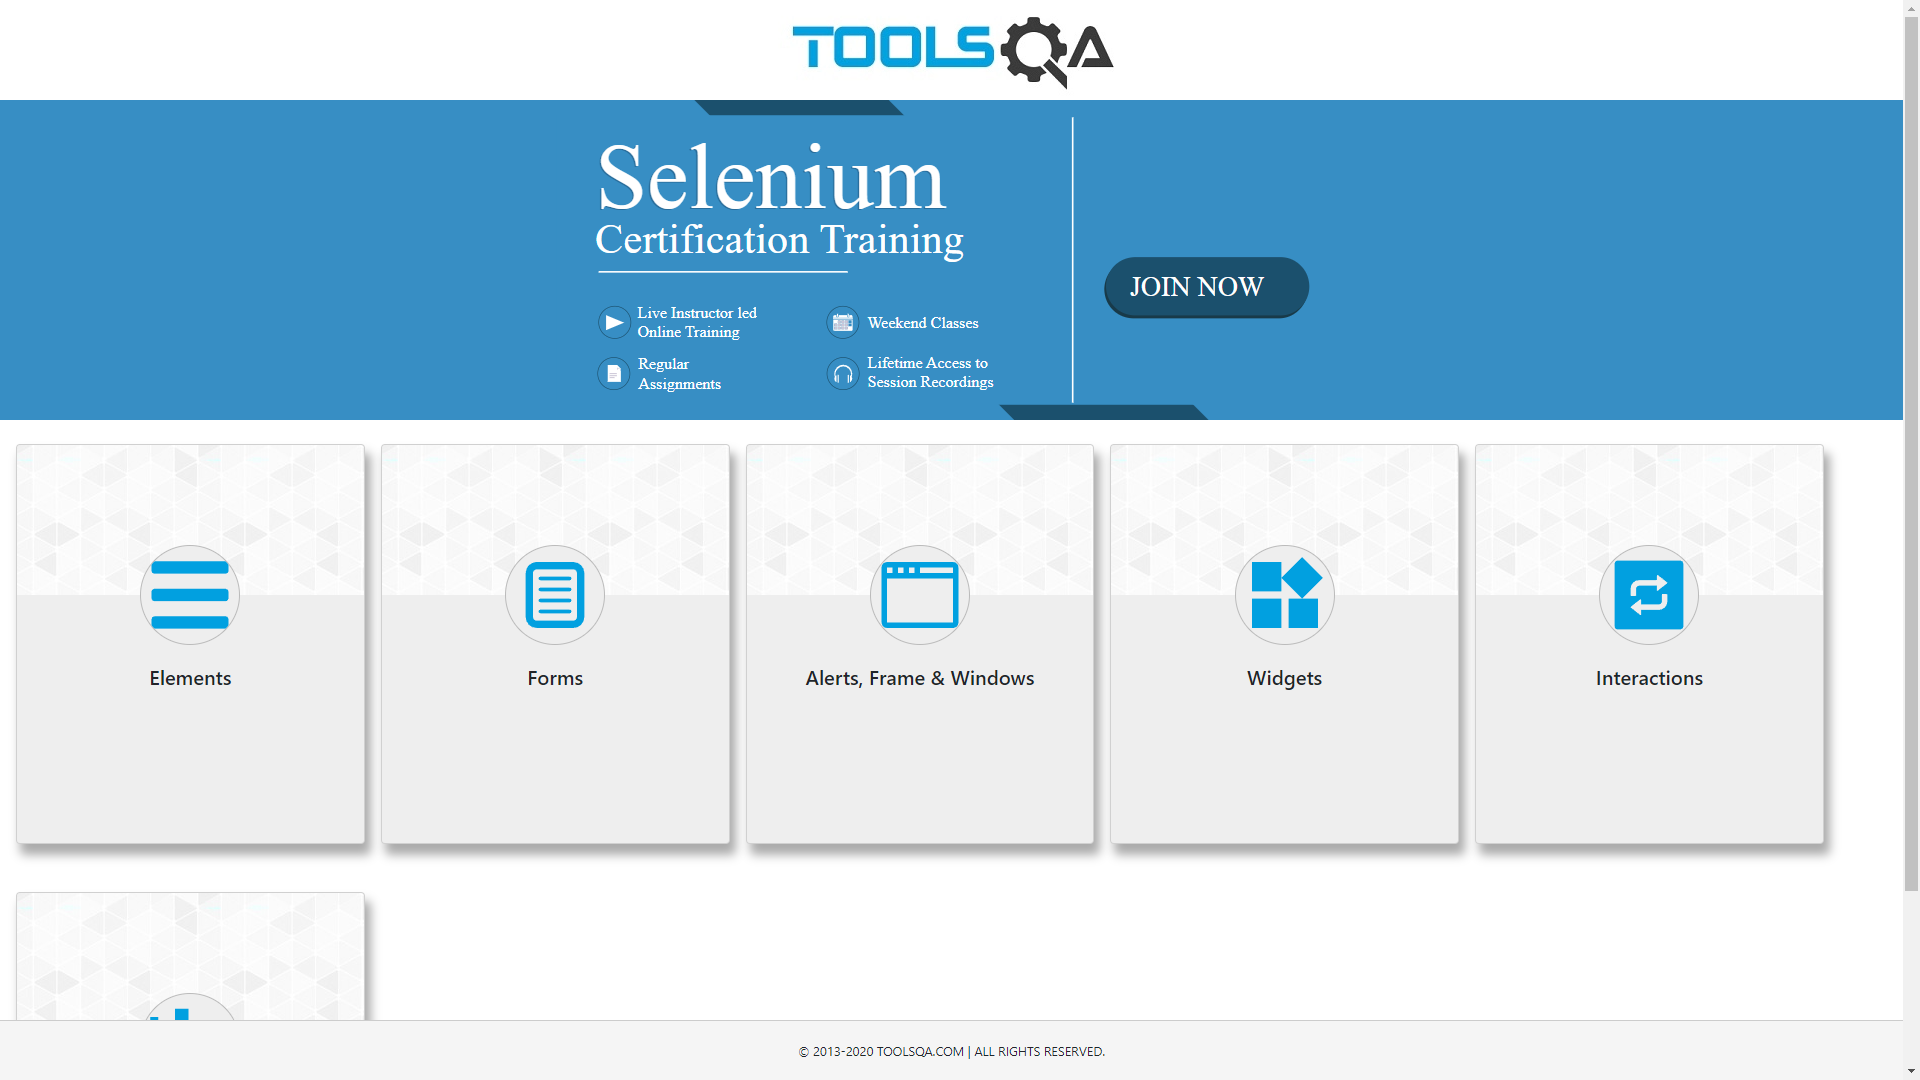 TOOLSQA
Selenium
Certification Training
Live Instructor led
Online Training
Weekend Classes
Regular
Assignments
Lifetime Access to
Session Recordings
JOIN NOW
Elements
Forms
Alerts, Frame & Windows
Widgets
Interactions
© 2013-2020 TOOLSQA.COM | ALL RIGHTS RESERVED.